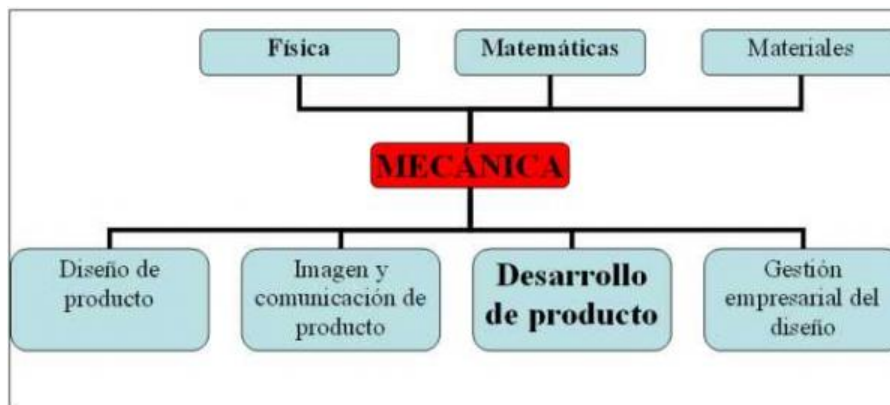 Física
Matemáticas
Materiales
MECÁNICA
Diseño de
producto
Imagen y
comunicación de
producto
Desarrollo
de producto
Gestión
empresarial del
diseño